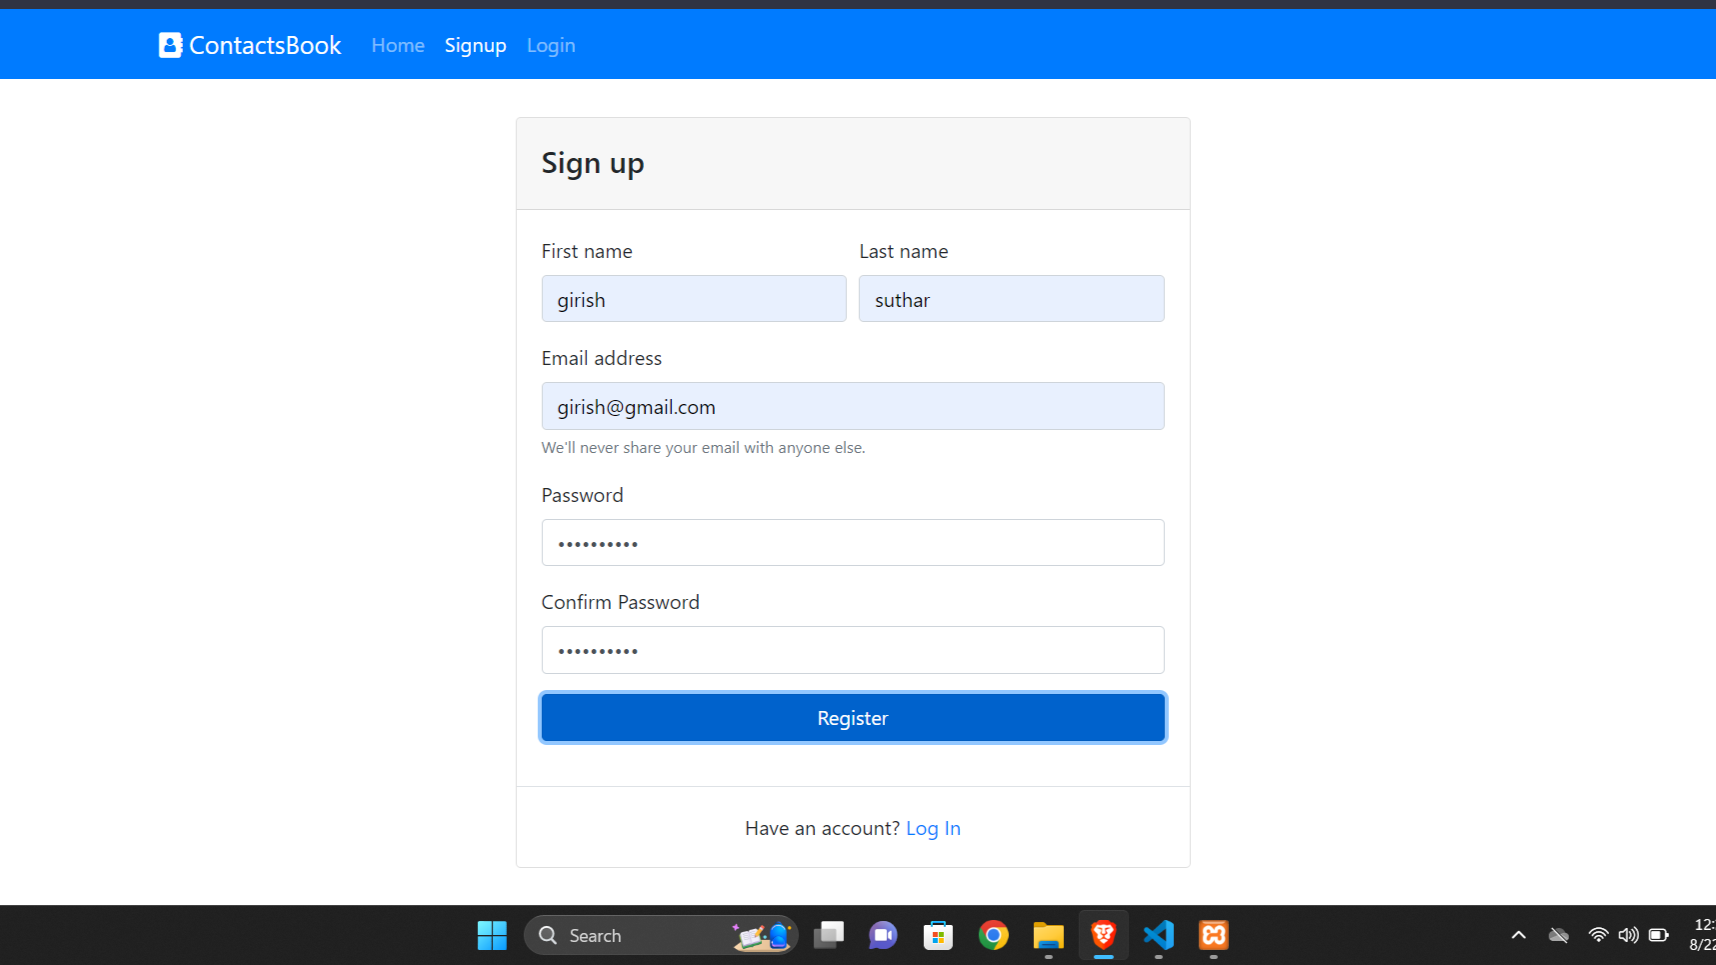 ContactsBook Home Signup Login
Sign up
First name Last name
girish suthar
Email address
girish@gmail.com
We'll never share your email with anyone else.
Password
••••••••••
Confirm Password
••••••••••
Register
Have an account? Log In
Search
12:
8/22